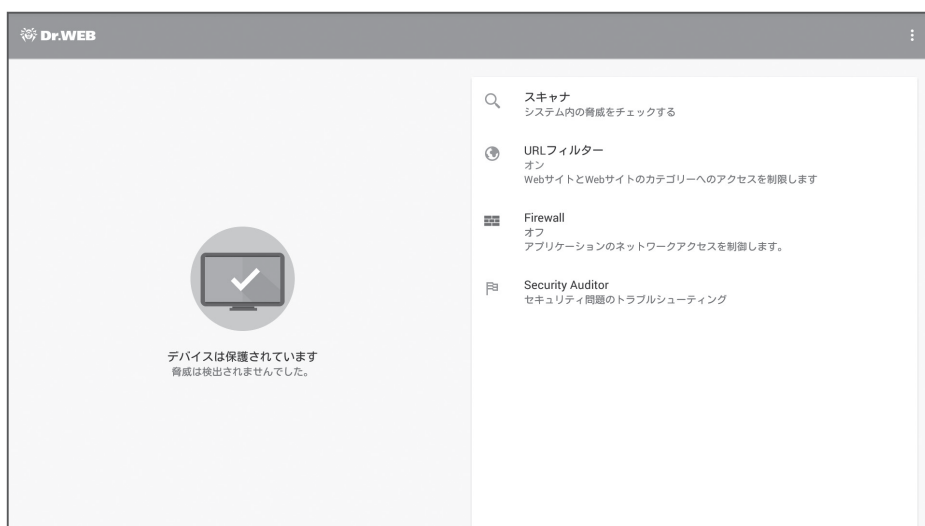 Dr.WEB
スキャナ
システム内の脅威をチェックする
URLフィルター
オン
WebサイトとWebサイトのカテゴリーへのアクセスを制限します
Firewall
オフ
アプリケーションのネットワークアクセスを制御します。
Security Auditor
セキュリティ問題のトラブルシューティング
デバイスは保護されています
脅威は検出されませんでした。